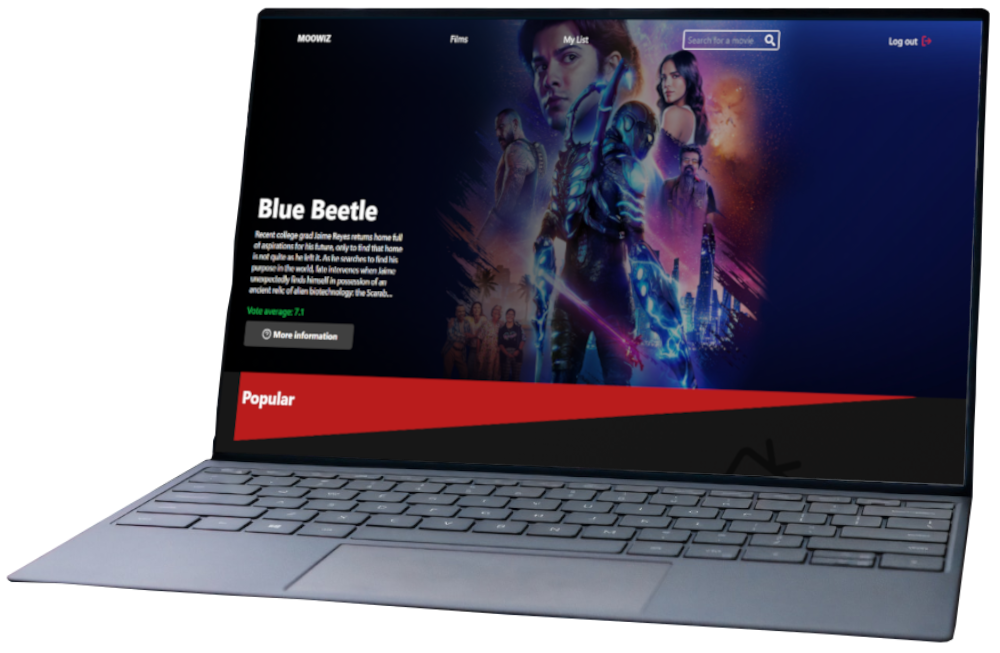 MOOWIZ
Films
My List
Search for a movie
Log out
Blue Beetle
Recent college grad Jaime Reyes returns home full
of aspirations for his future, only to find that home
is not quite as he left it. As he searches to find his
purpose in the world, fate intervenes when Jaime
unexpectedly finds himself in possession of an
ancient relic of alien biotechnology: the Scarab...
Vote average: 7.1
More information
Popular